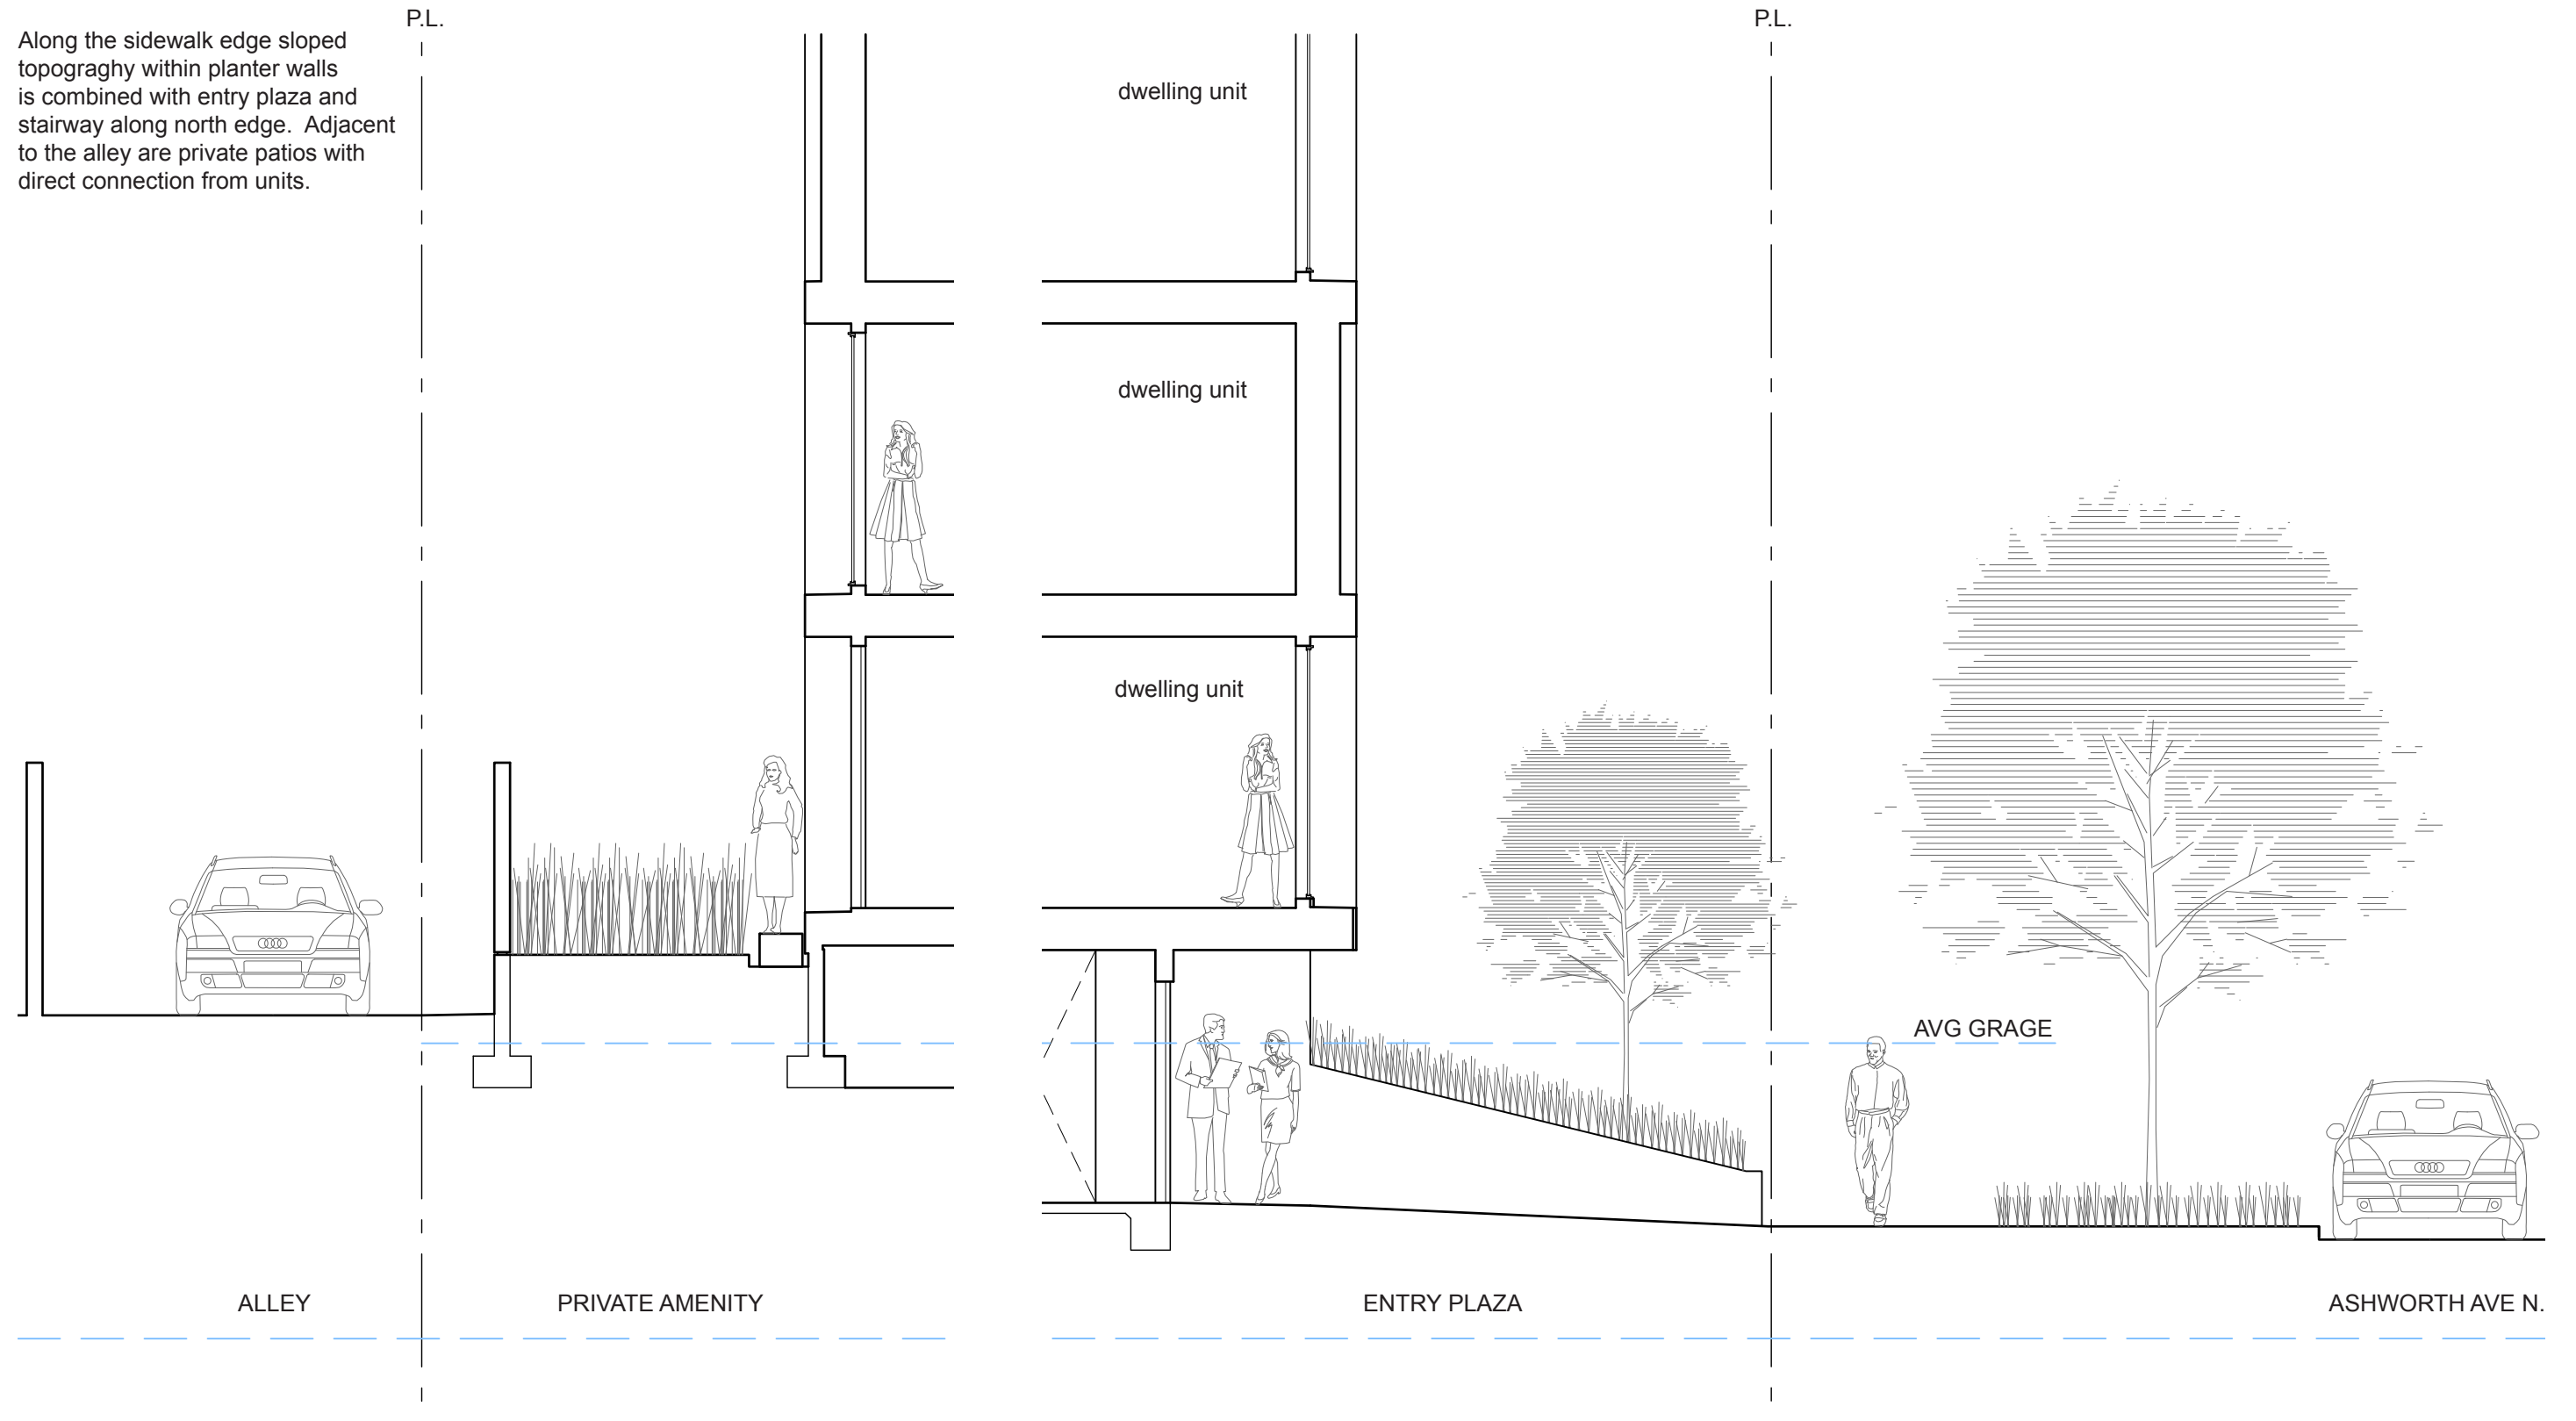 P.L.
P.L.
Along the sidewalk edge sloped
topograghy within planter walls
is combined with entry plaza and
stairway along north edge.  Adjacent
to the alley are private patios with
direct connection from units.
dwelling unit
dwelling unit
dwelling unit
AVG GRAGE
ALLEY
PRIVATE AMENITY
ENTRY PLAZA
ASHWORTH AVE N.